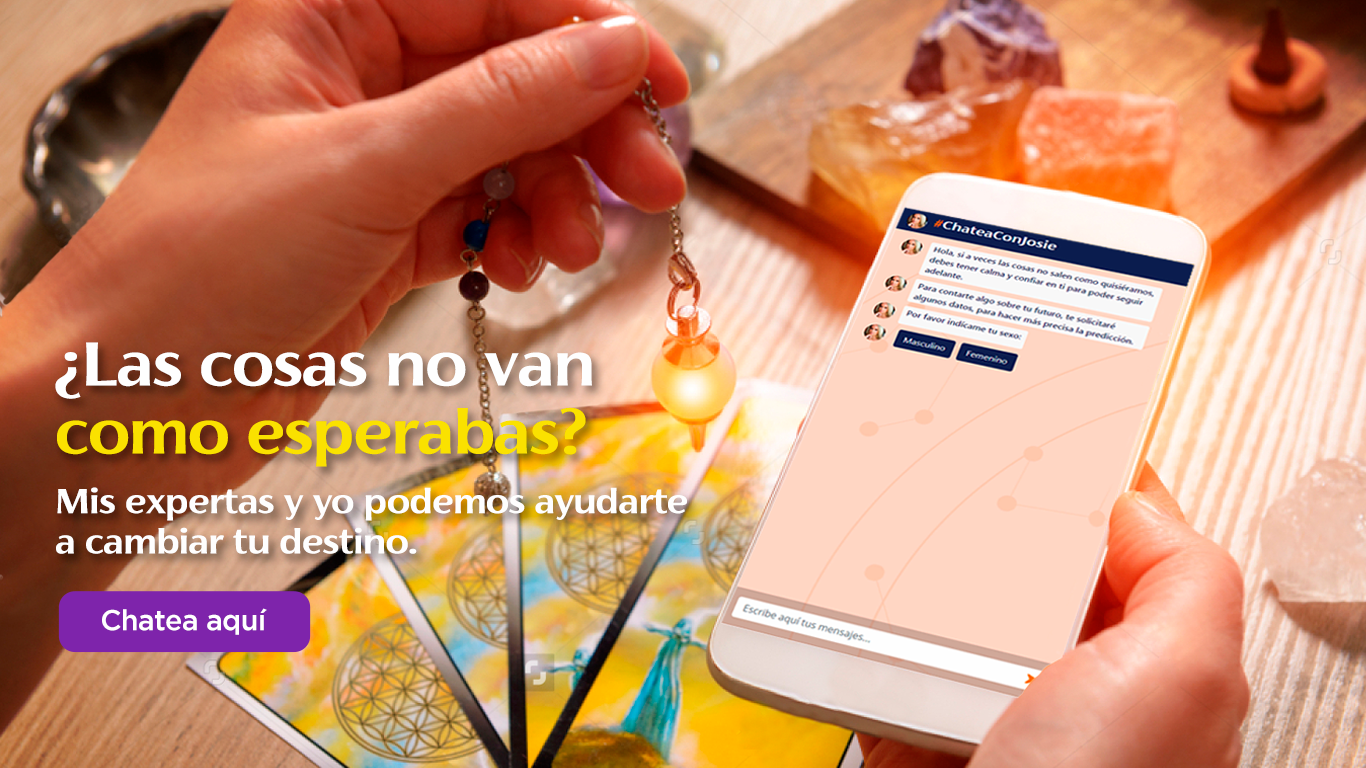 ¿Las cosas no van
como esperabas?
Mis expertas y yo podemos ayudarte
a cambiar tu destino.
Chatea aquí
#ChateaConJosie
Hola, si a veces las cosas no salen como quisiéramos,
debes tener calma y confiar en ti para poder seguir
adelante.
Para contarte algo sobre tu futuro, te solicitaré
algunos datos, para hacer más precisa la predicción.
Por favor indícame tu sexo:
Masculino
Femenino
Escribe aquí tus mensajes...